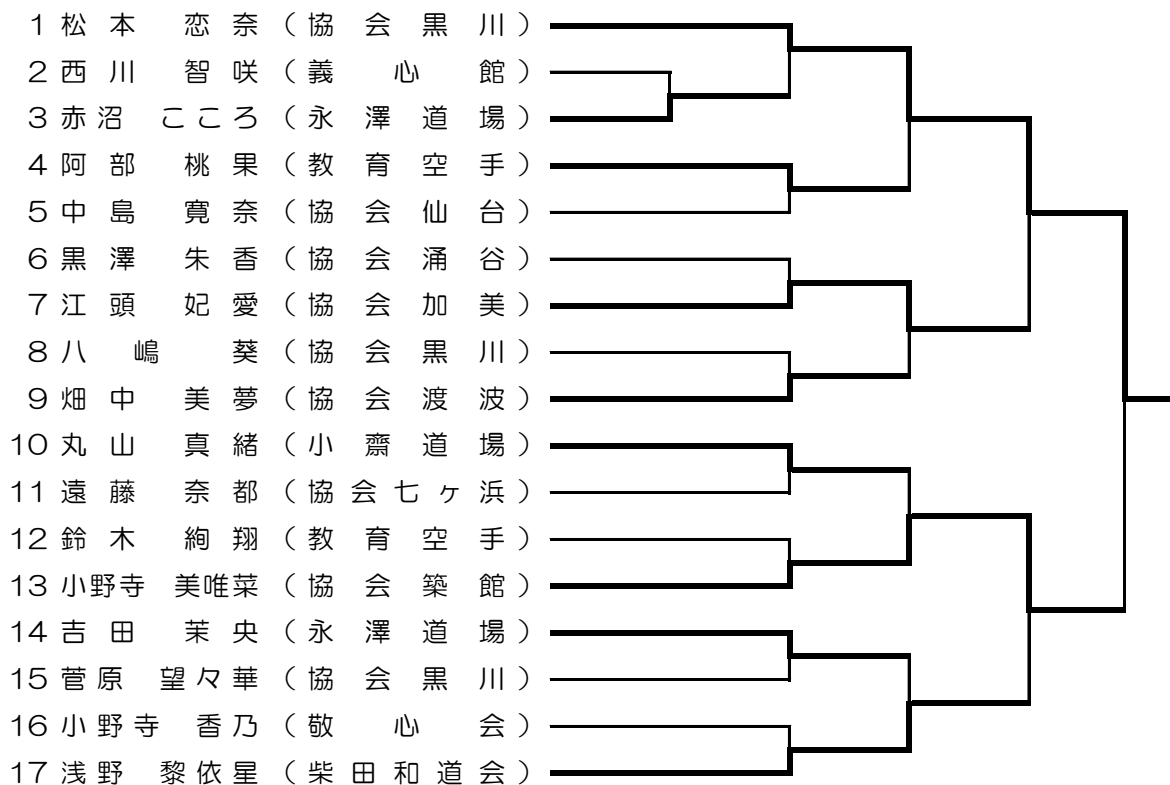 1 松本 恋奈 （協会黒川）
2 西川 智咲 （義心館）
3 赤沼 こころ （永澤道場）
4 阿部 桃果 （教育空手）
5 中島 寛奈 （協会仙台）
6 黒澤 朱香 （協会涌谷）
7 江頭 妃愛 （協会加美）
8 八嶋 葵 （協会黒川）
9 畑中 美夢 （協会渡波）
10 丸山 真緒 （小齋道場）
11 遠藤 奈都 （協会七ヶ浜）
12 鈴木 絢翔 （教育空手）
13 小野寺 美唯菜 （協会築館）
14 吉田 茉央 （永澤道場）
15 菅原 望々華 （協会黒川）
16 小野寺 香乃 （敬心会）
17 浅野 黎依星 （柴田和道会）